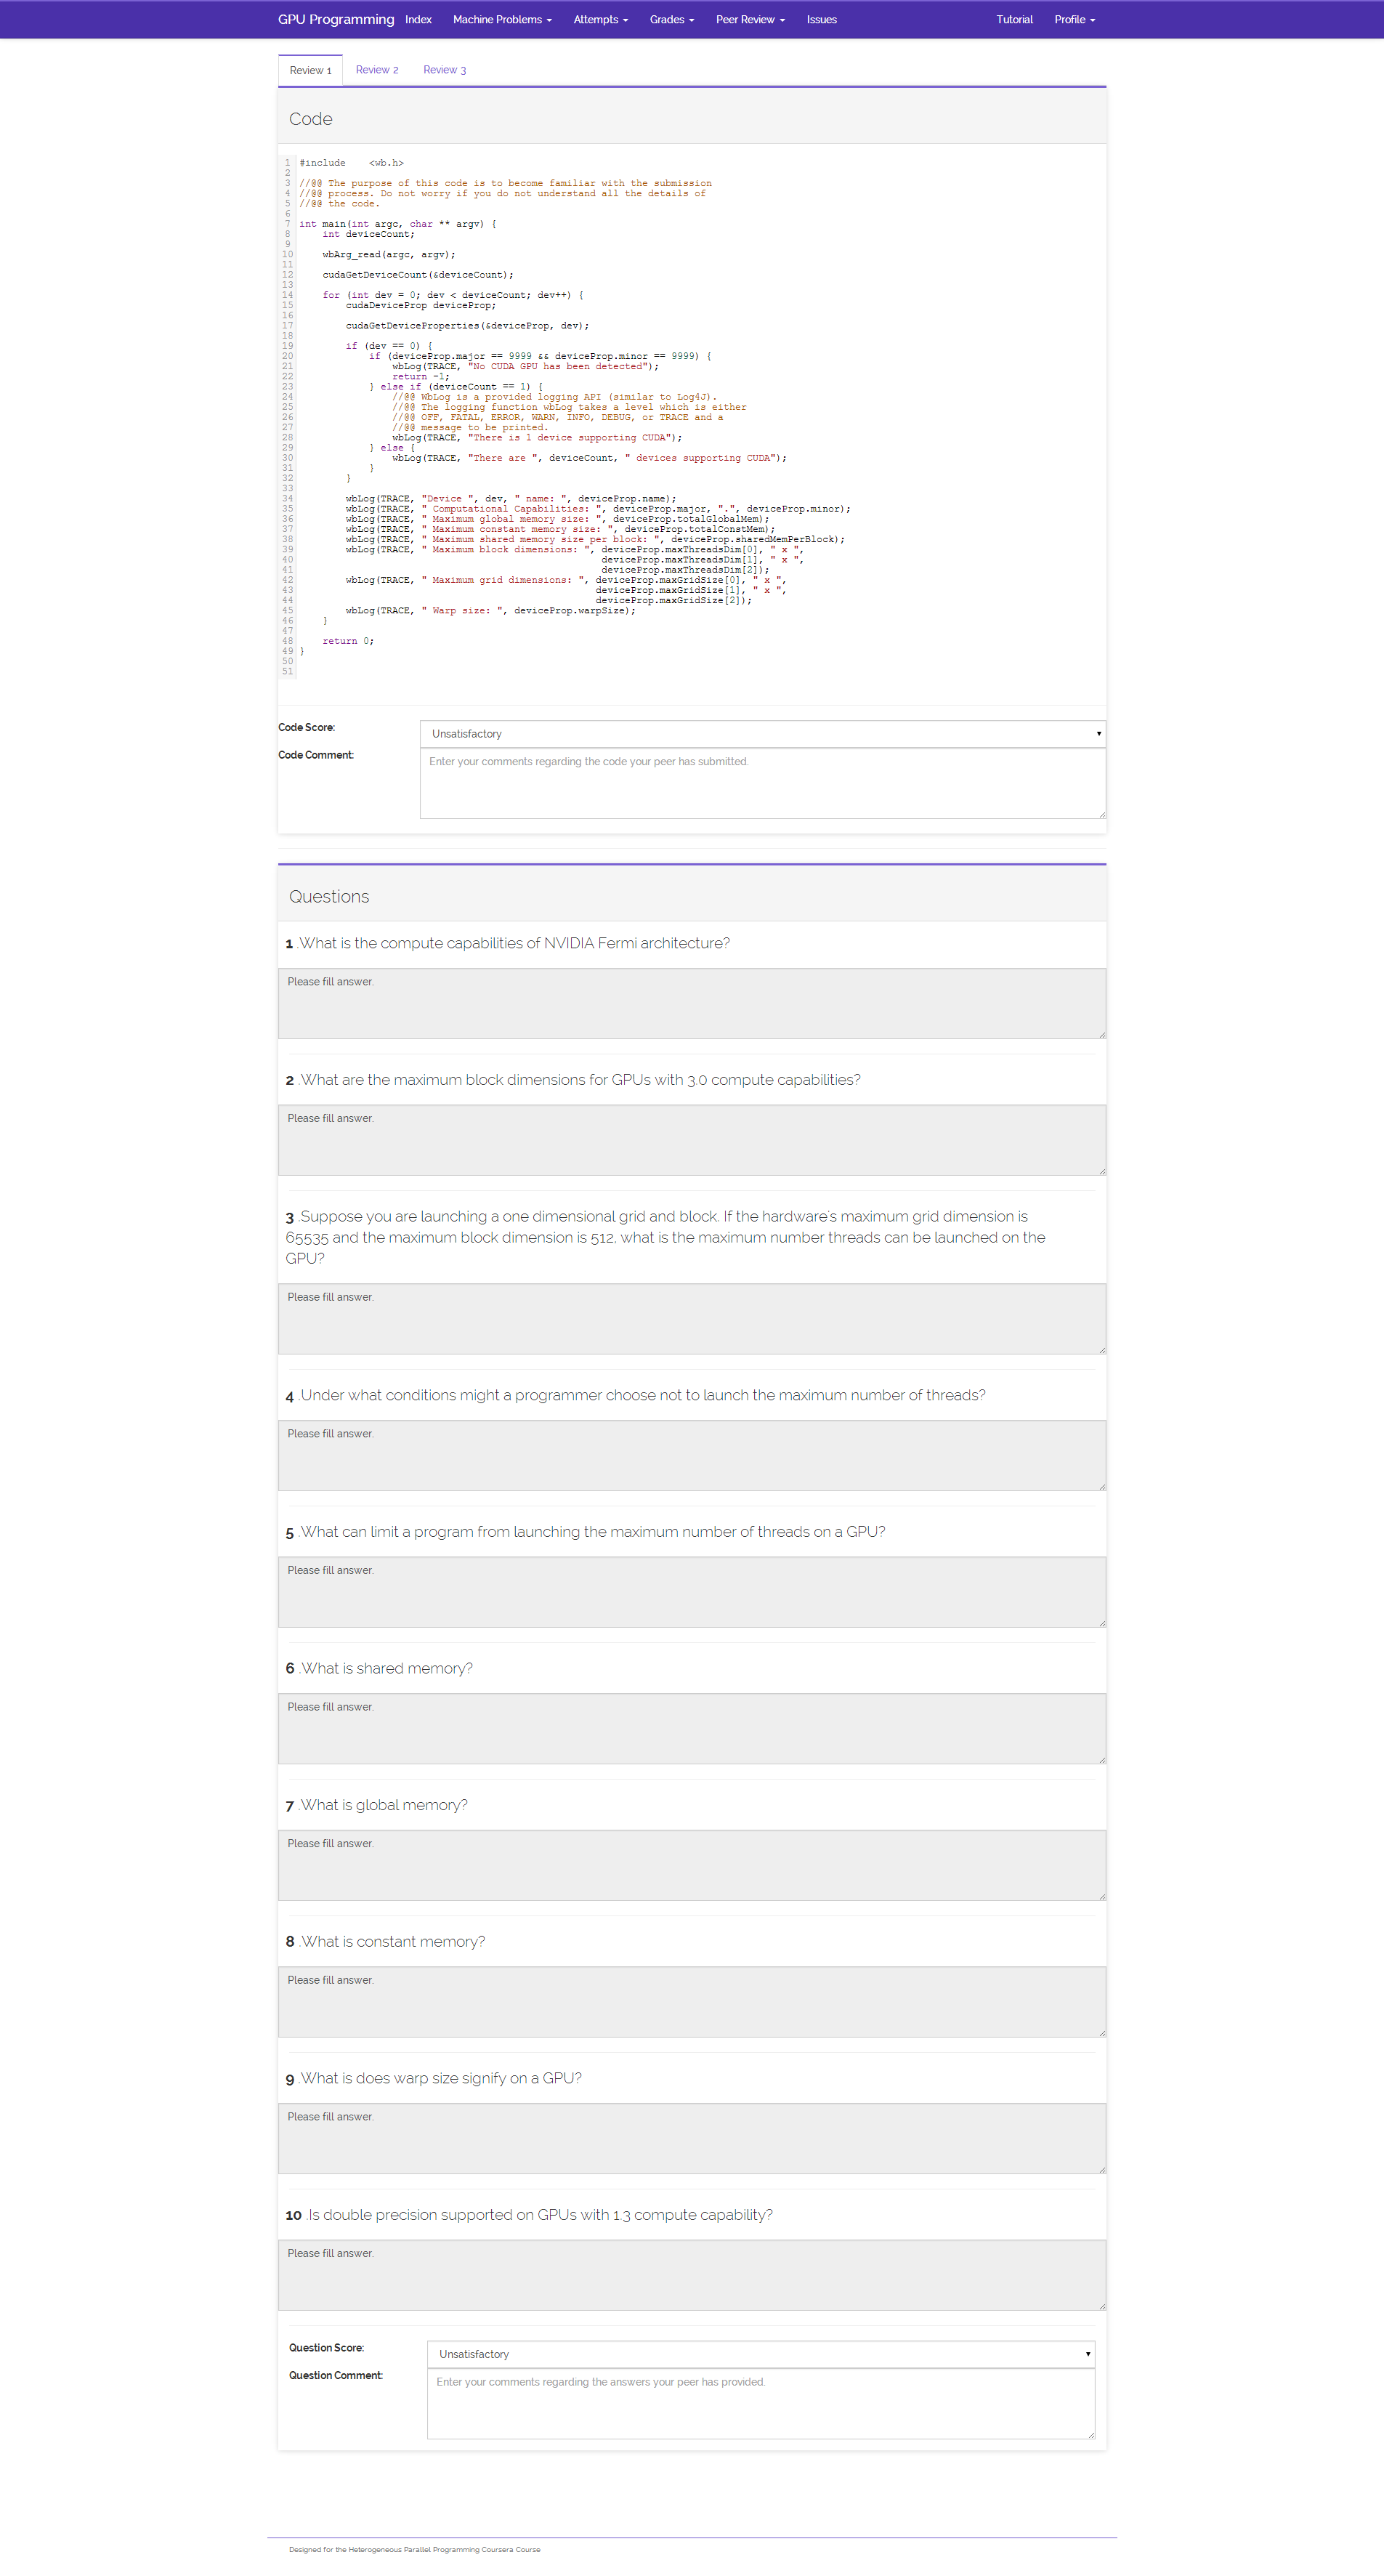 GPU Programming Index Machine Problems Attempts Grades Peer Review Issues Tutorial Profile
Review 1 Review 2 Review 3
Code
1 #include    <wb.h>
2
3 //@@ The purpose of this code is to become familiar with the submission
4 //@@ process. Do not worry if you do not understand all the details of
5 //@@ the code.
6
7 int main(int argc, char ** argv) {
8     int deviceCount;
9
10     wbArg_read(argc, argv);
11
12     cudaGetDeviceCount(&deviceCount);
13
14     for (int dev = 0; dev < deviceCount; dev++) {
15         cudaDeviceProp deviceProp;
16
17         cudaGetDeviceProperties(&deviceProp, dev);
18
19         if (dev == 0) {
20             if (deviceProp.major == 9999 && deviceProp.minor == 9999) {
21                 wbLog(TRACE, "No CUDA GPU has been detected");
22                 return -1;
23             } else if (deviceCount == 1) {
24                 //@@ WbLog is a provided logging API (similar to Log4J).
25                 //@@ The logging function wbLog takes a level which is either
26                 //@@ OFF, FATAL, ERROR, WARN, INFO, DEBUG, or TRACE and a
27                 //@@ message to be printed.
28                 wbLog(TRACE, "There is 1 device supporting CUDA");
29             } else {
30                 wbLog(TRACE, "There are ", deviceCount, " devices supporting CUDA");
31             }
32         }
33
34         wbLog(TRACE, "Device ", dev, " name: ", deviceProp.name);
35         wbLog(TRACE, " Computational Capabilities: ", deviceProp.major, ".", deviceProp.minor);
36         wbLog(TRACE, " Maximum global memory size: ", deviceProp.totalGlobalMem);
37         wbLog(TRACE, " Maximum constant memory size: ", deviceProp.totalConstMem);
38         wbLog(TRACE, " Maximum shared memory size per block: ", deviceProp.sharedMemPerBlock);
39         wbLog(TRACE, " Maximum block dimensions: ", deviceProp.maxThreadsDim[0], " x ",
40                                                     deviceProp.maxThreadsDim[1], " x ",
41                                                     deviceProp.maxThreadsDim[2]);
42         wbLog(TRACE, " Maximum grid dimensions: ", deviceProp.maxGridSize[0], " x ",
43                                                    deviceProp.maxGridSize[1], " x ",
44                                                    deviceProp.maxGridSize[2]);
45         wbLog(TRACE, " Warp size: ", deviceProp.warpSize);
46     }
47
48     return 0;
49 }
50
51
Code Score: Unsatisfactory
Code Comment: Enter your comments regarding the code your peer has submitted.
Questions
1 .What is the compute capabilities of NVIDIA Fermi architecture?
Please fill answer.
2 .What are the maximum block dimensions for GPUs with 3.0 compute capabilities?
Please fill answer.
3 .Suppose you are launching a one dimensional grid and block. If the hardware's maximum grid dimension is
65535 and the maximum block dimension is 512, what is the maximum number threads can be launched on the
GPU?
Please fill answer.
4 .Under what conditions might a programmer choose not to launch the maximum number of threads?
Please fill answer.
5 .What can limit a program from launching the maximum number of threads on a GPU?
Please fill answer.
6 .What is shared memory?
Please fill answer.
7 .What is global memory?
Please fill answer.
8 .What is constant memory?
Please fill answer.
9 .What is does warp size signify on a GPU?
Please fill answer.
10 .Is double precision supported on GPUs with 1.3 compute capability?
Please fill answer.
Question Score: Unsatisfactory
Question Comment: Enter your comments regarding the answers your peer has provided.
Designed for the Heterogeneous Parallel Programming Coursera Course